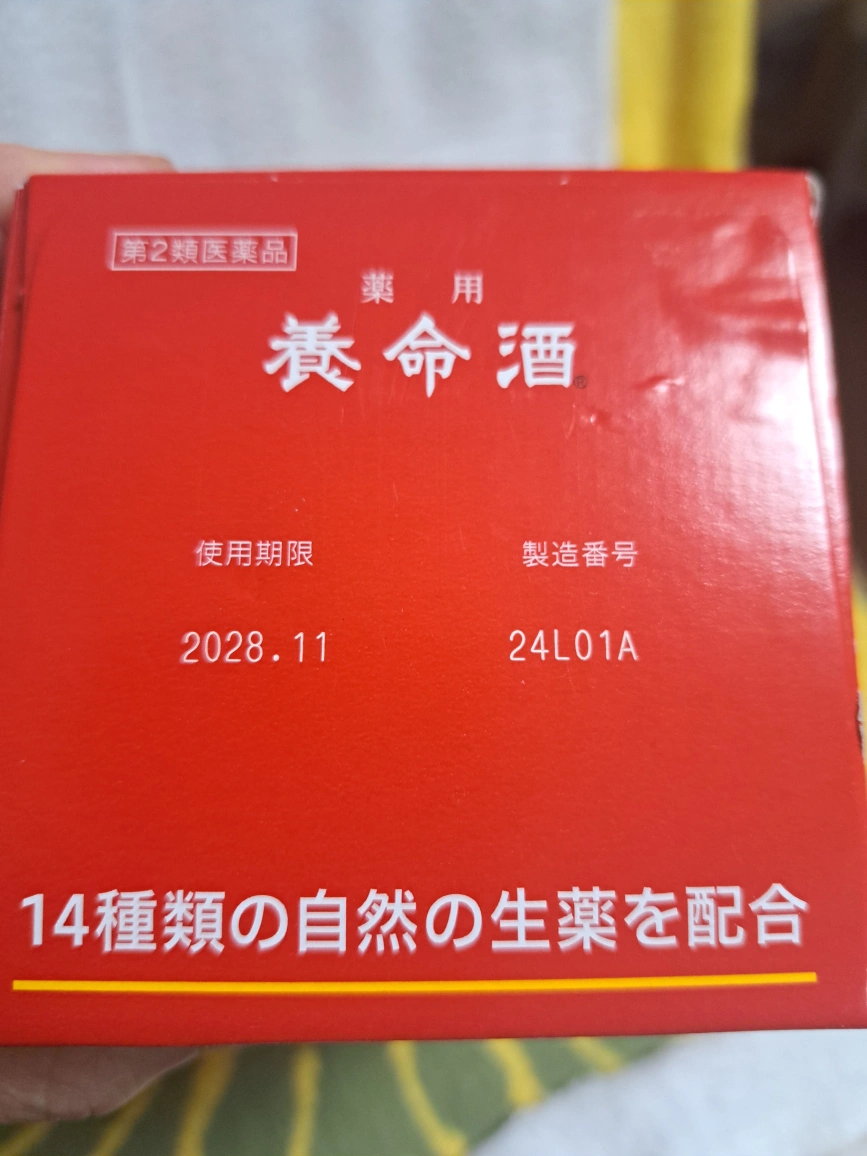 第2類医薬品
薬用
養命酒®
使用期限 製造番号
2028.11 24L01A
14種類の自然の生薬を配合